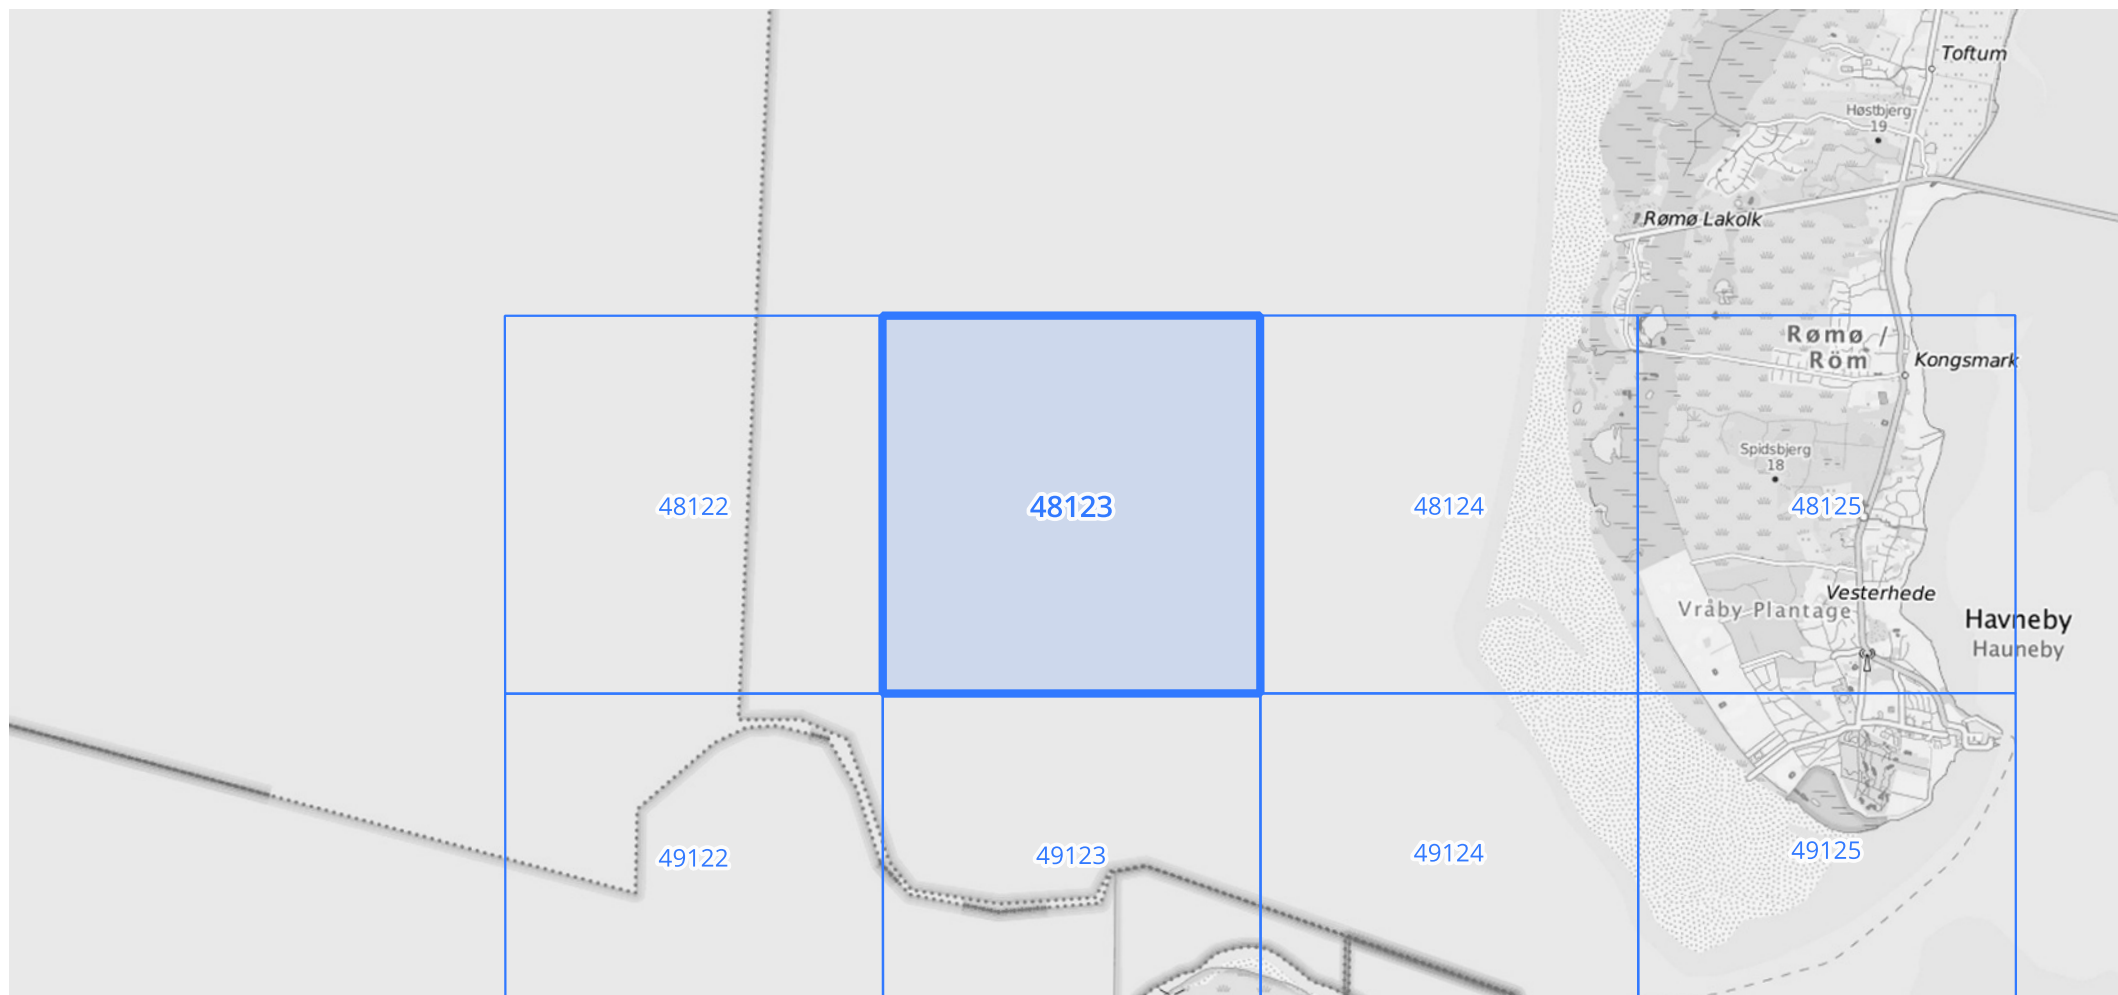 Toftum
Høstbjerg
19
Rømø Lakolk
Rømø /
Röm
Kongsmark
Spidsbjerg
18
48122
48123
48124
48125
Vesterhede
Vråby Plantage
Havneby
Hauneby
49122
49123
49124
49125